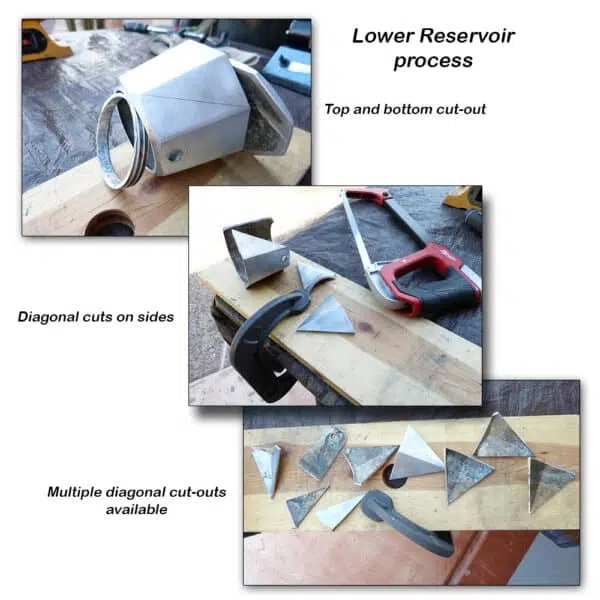 Lower Reservoir
process
Top and bottom cut-out
Diagonal cuts on sides
Multiple diagonal cut-outs
available